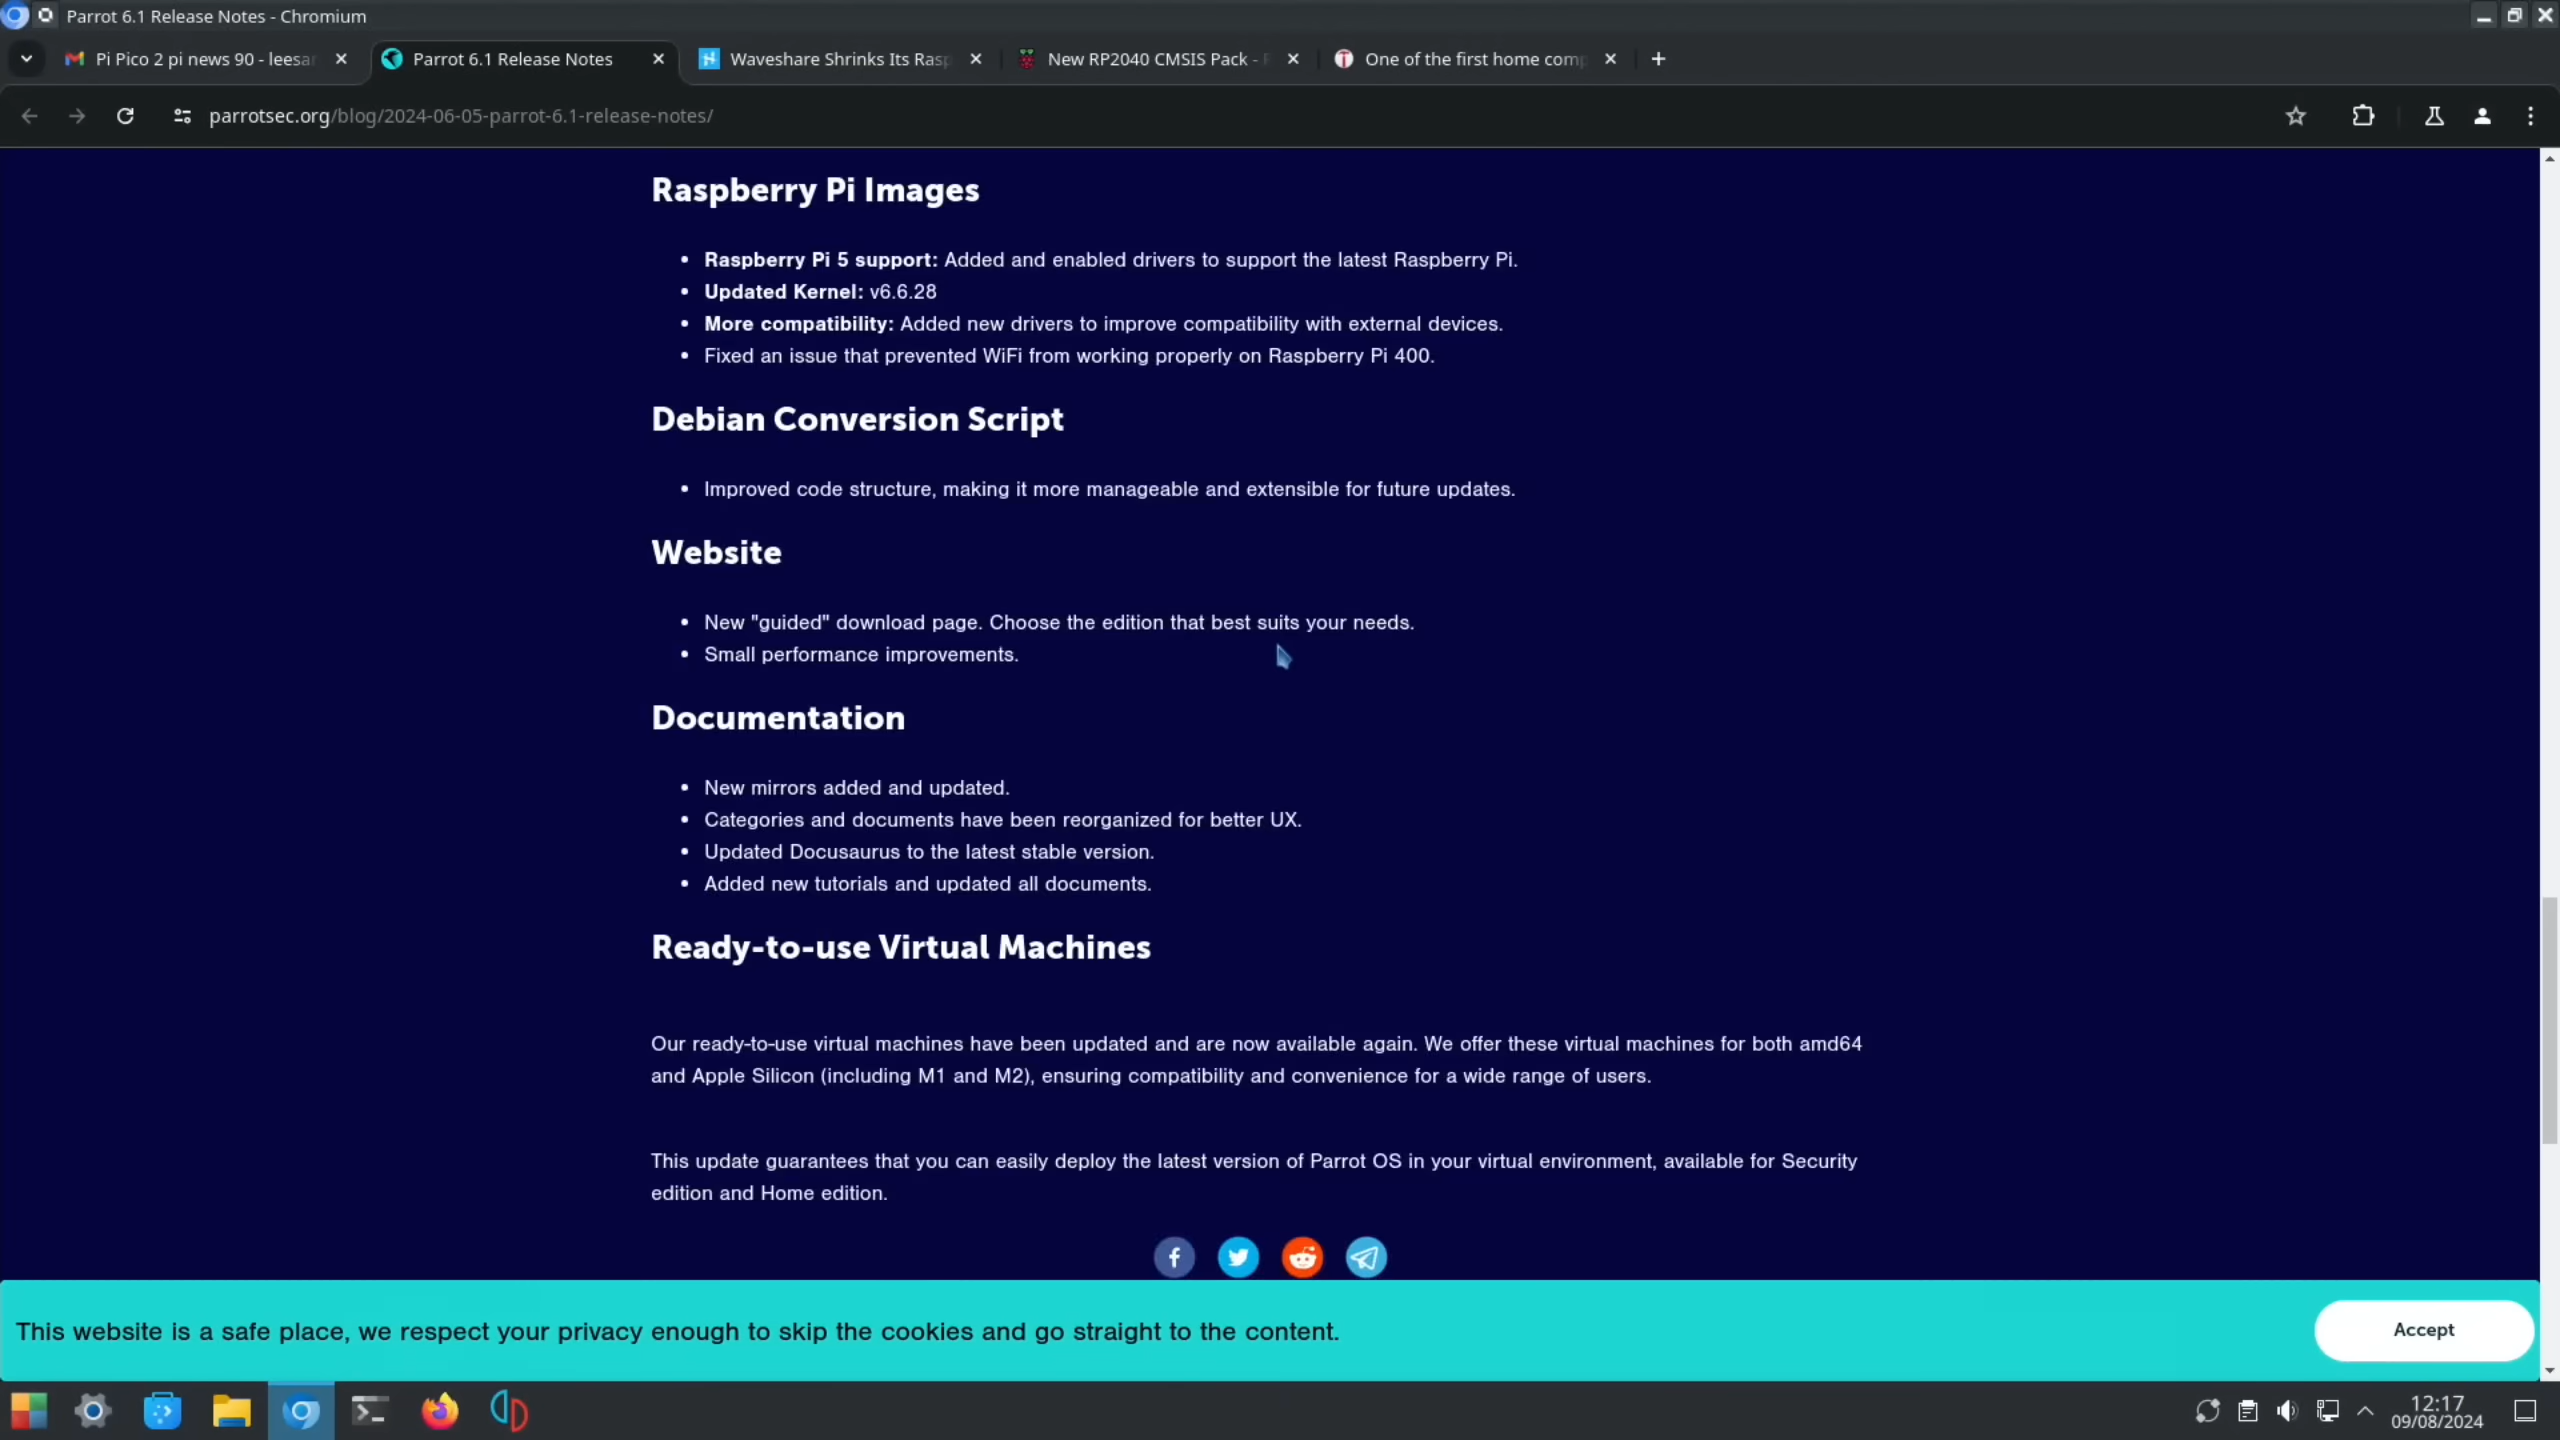 Parrot 6.1 Release Notes - Chromium
Pi Pico 2 pi news 90 - leesar
Parrot 6.1 Release Notes
Waveshare Shrinks Its Rasp
New RP2040 CMSIS Pack -
One of the first home comp
parrotsec.org/blog/2024-06-05-parrot-6.1-release-notes/
Raspberry Pi Images
• Raspberry Pi 5 support: Added and enabled drivers to support the latest Raspberry Pi.
• Updated Kernel: v6.6.28
• More compatibility: Added new drivers to improve compatibility with external devices.
• Fixed an issue that prevented WiFi from working properly on Raspberry Pi 400.
Debian Conversion Script
• Improved code structure, making it more manageable and extensible for future updates.
Website
• New "guided" download page. Choose the edition that best suits your needs.
• Small performance improvements.
Documentation
• New mirrors added and updated.
• Categories and documents have been reorganized for better UX.
• Updated Docusaurus to the latest stable version.
• Added new tutorials and updated all documents.
Ready-to-use Virtual Machines
Our ready-to-use virtual machines have been updated and are now available again. We offer these virtual machines for both amd64
and Apple Silicon (including M1 and M2), ensuring compatibility and convenience for a wide range of users.
This update guarantees that you can easily deploy the latest version of Parrot OS in your virtual environment, available for Security
edition and Home edition.
This website is a safe place, we respect your privacy enough to skip the cookies and go straight to the content.
Accept
12:17
09/08/2024